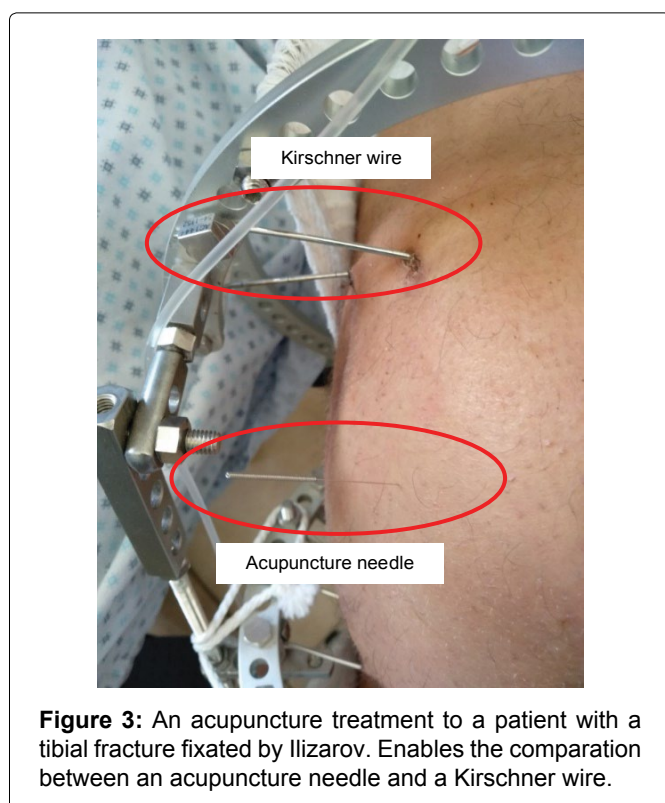 Kirschner wire
Acupuncture needle
Figure 3: An acupuncture treatment to a patient with a
tibial fracture fixated by Ilizarov. Enables the comparation
between an acupuncture needle and a Kirschner wire.